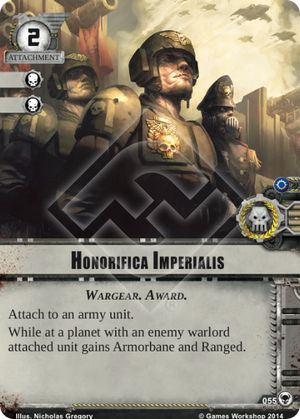 2
ATTACHMENT
HONORIFICA IMPERIALIS
WARGEAR. AWARD.
Attach to an army unit.
While at a planet with an enemy warlord
attached unit gains Armorbane and Ranged.
055
Illus. Nicholas Gregory © Games Workshop 2014